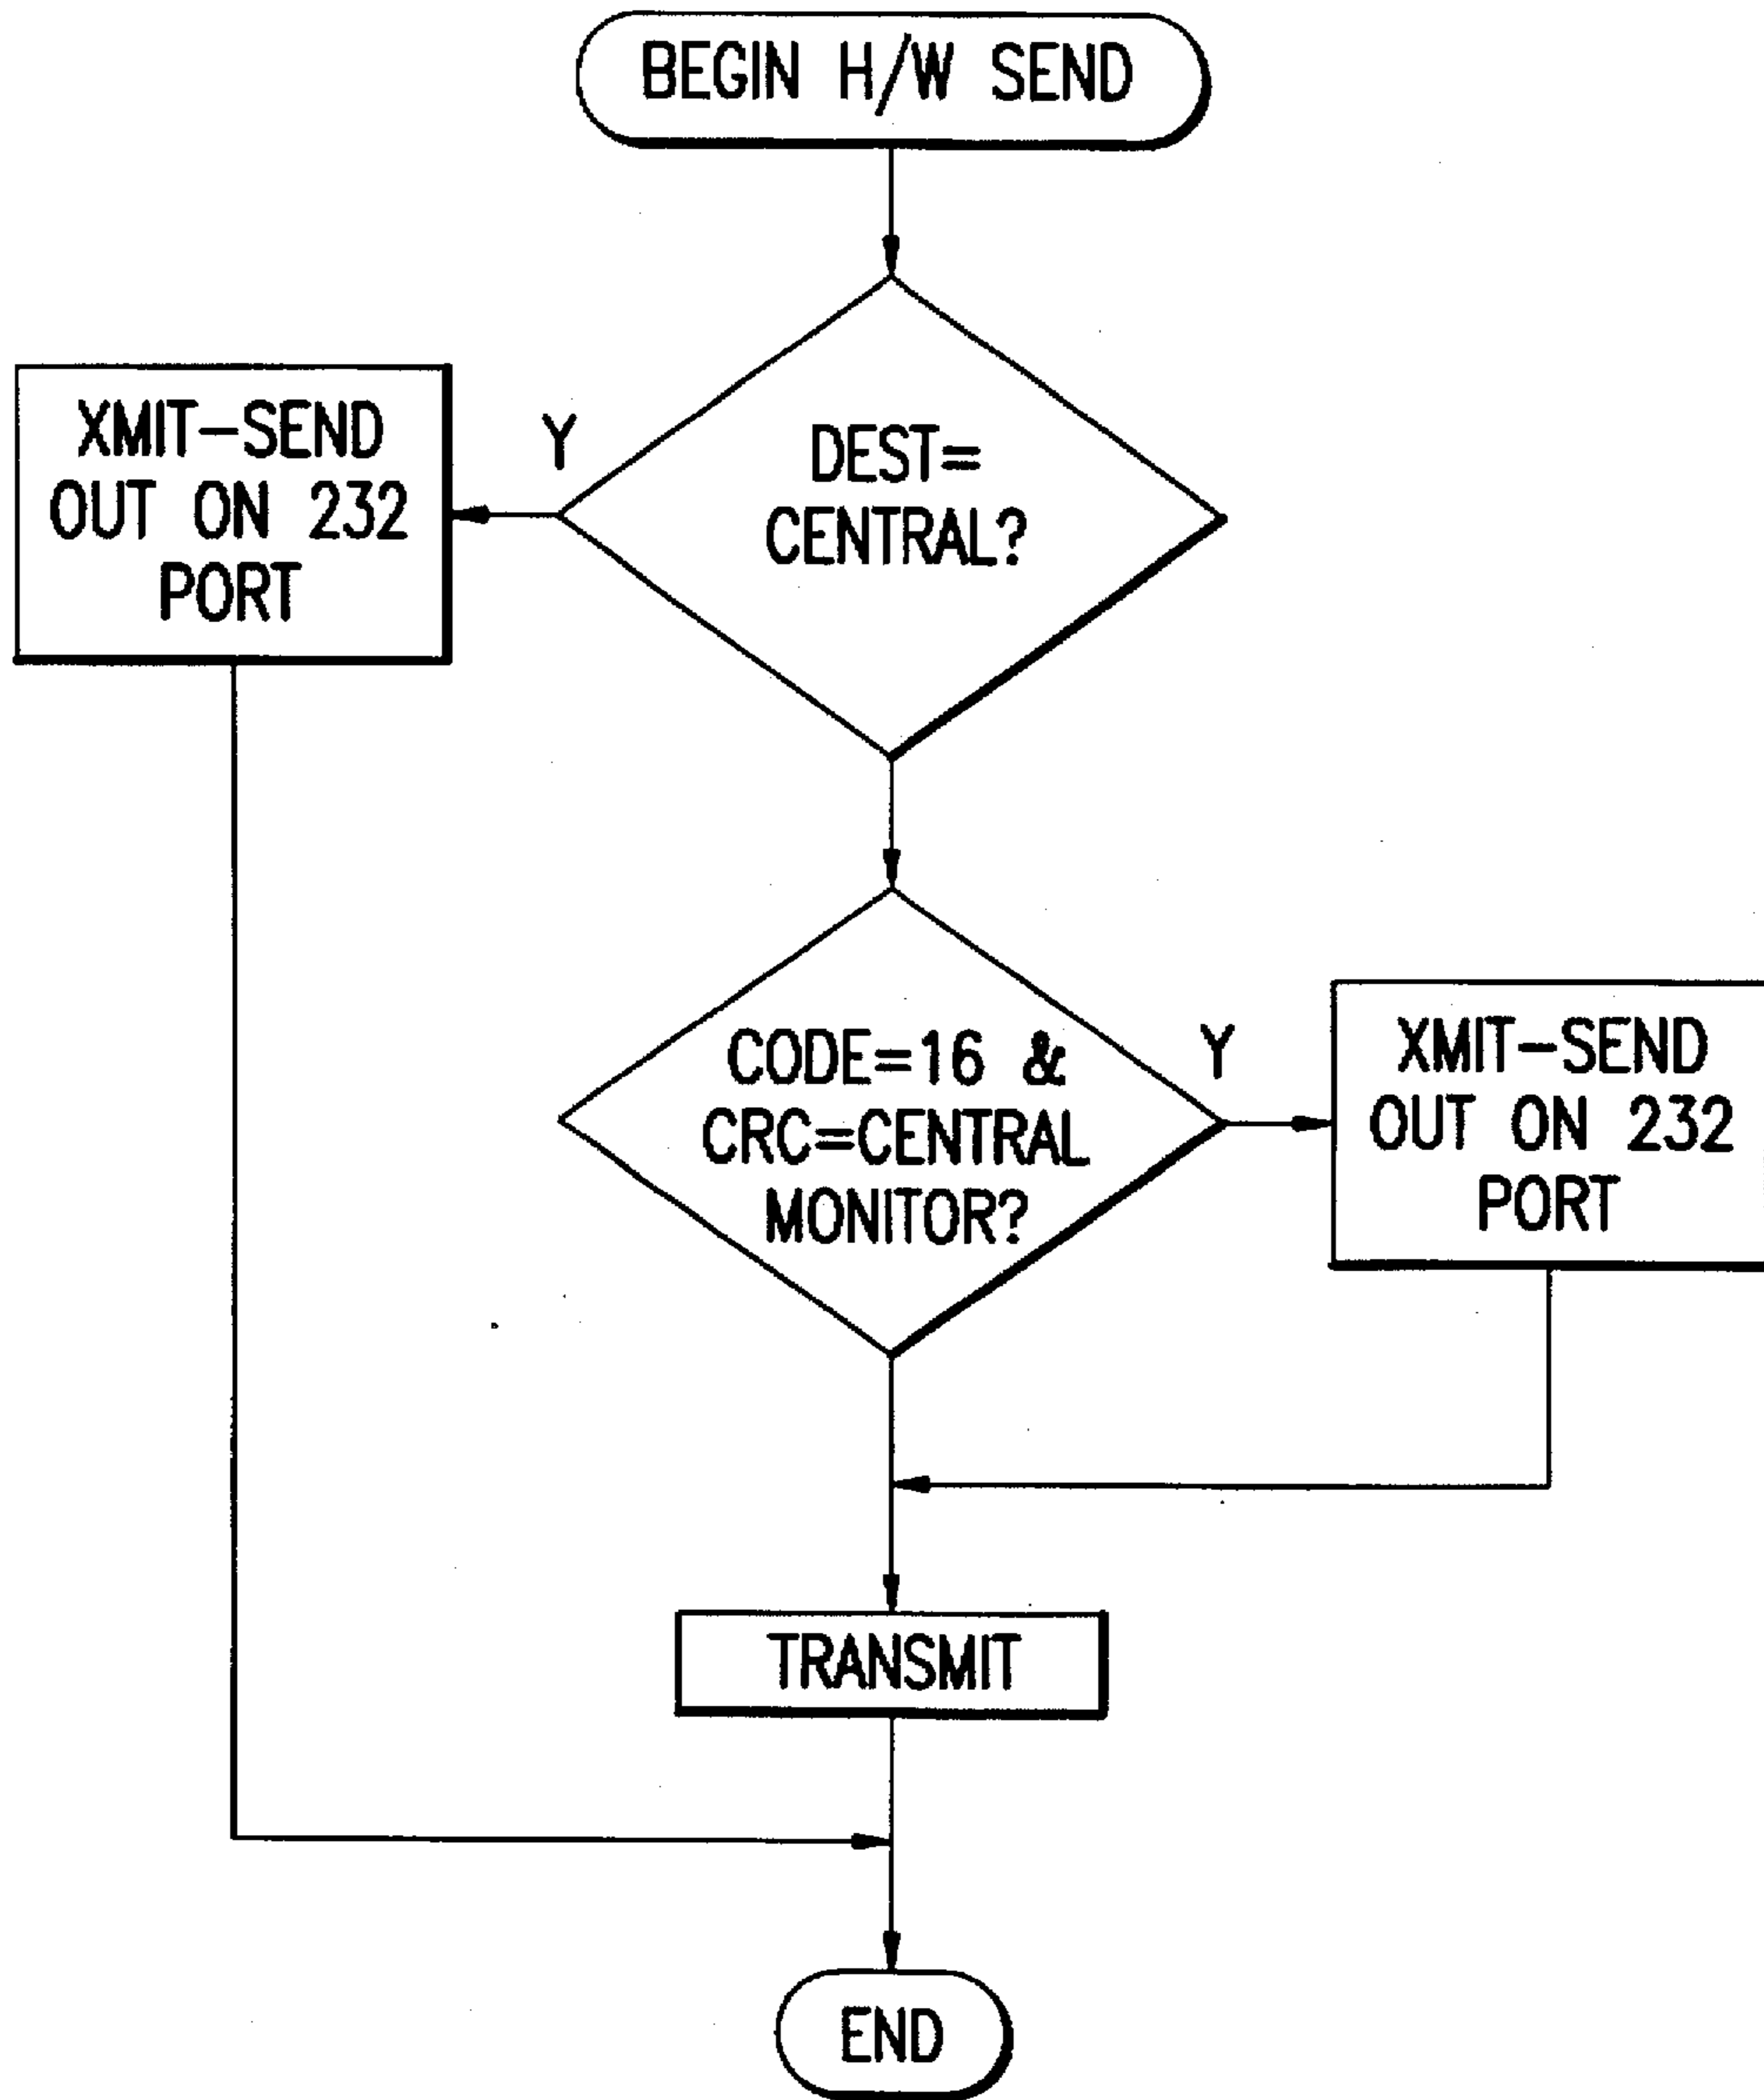 BEGIN H/W SEND
XMIT-SEND
OUT ON 232
PORT
Y
DEST=
CENTRAL?
CODE=16 &
CRC=CENTRAL
MONITOR?
Y
XMIT-SEND
OUT ON 232
PORT
TRANSMIT
END